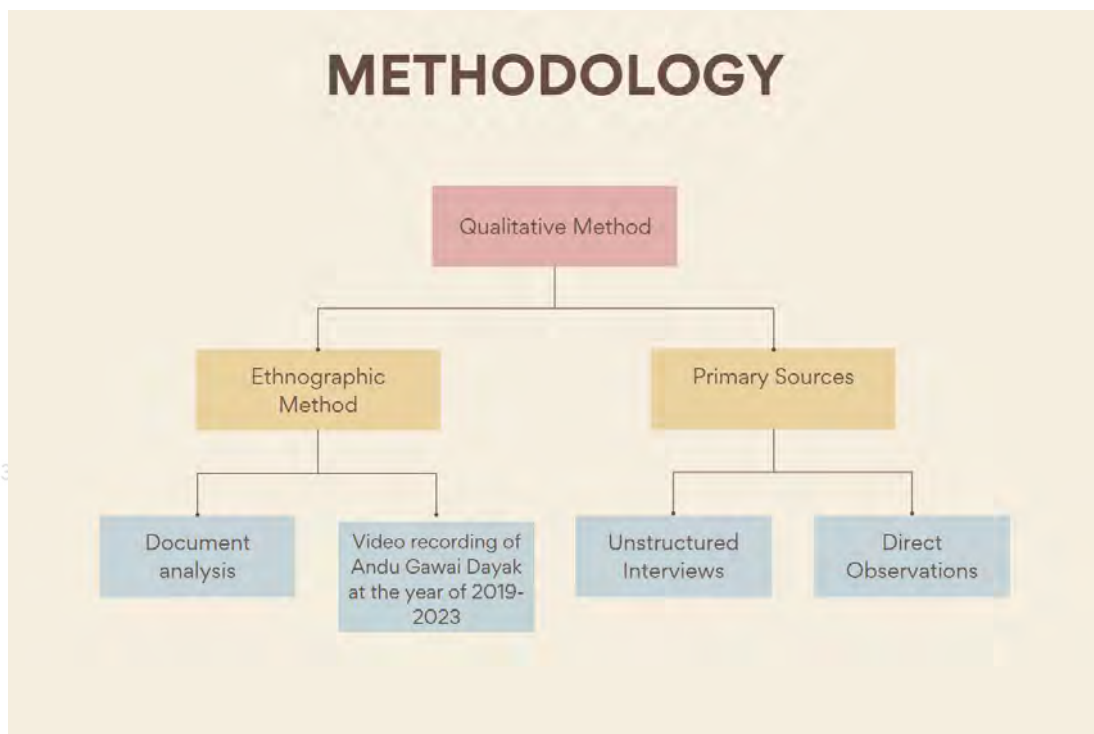 METHODOLOGY
Qualitative Method
Ethnographic
Method
Primary Sources
Document
analysis
Video recording of
Andu Gawai Dayak
at the year of 2019-
2023
Unstructured
Interviews
Direct
Observations